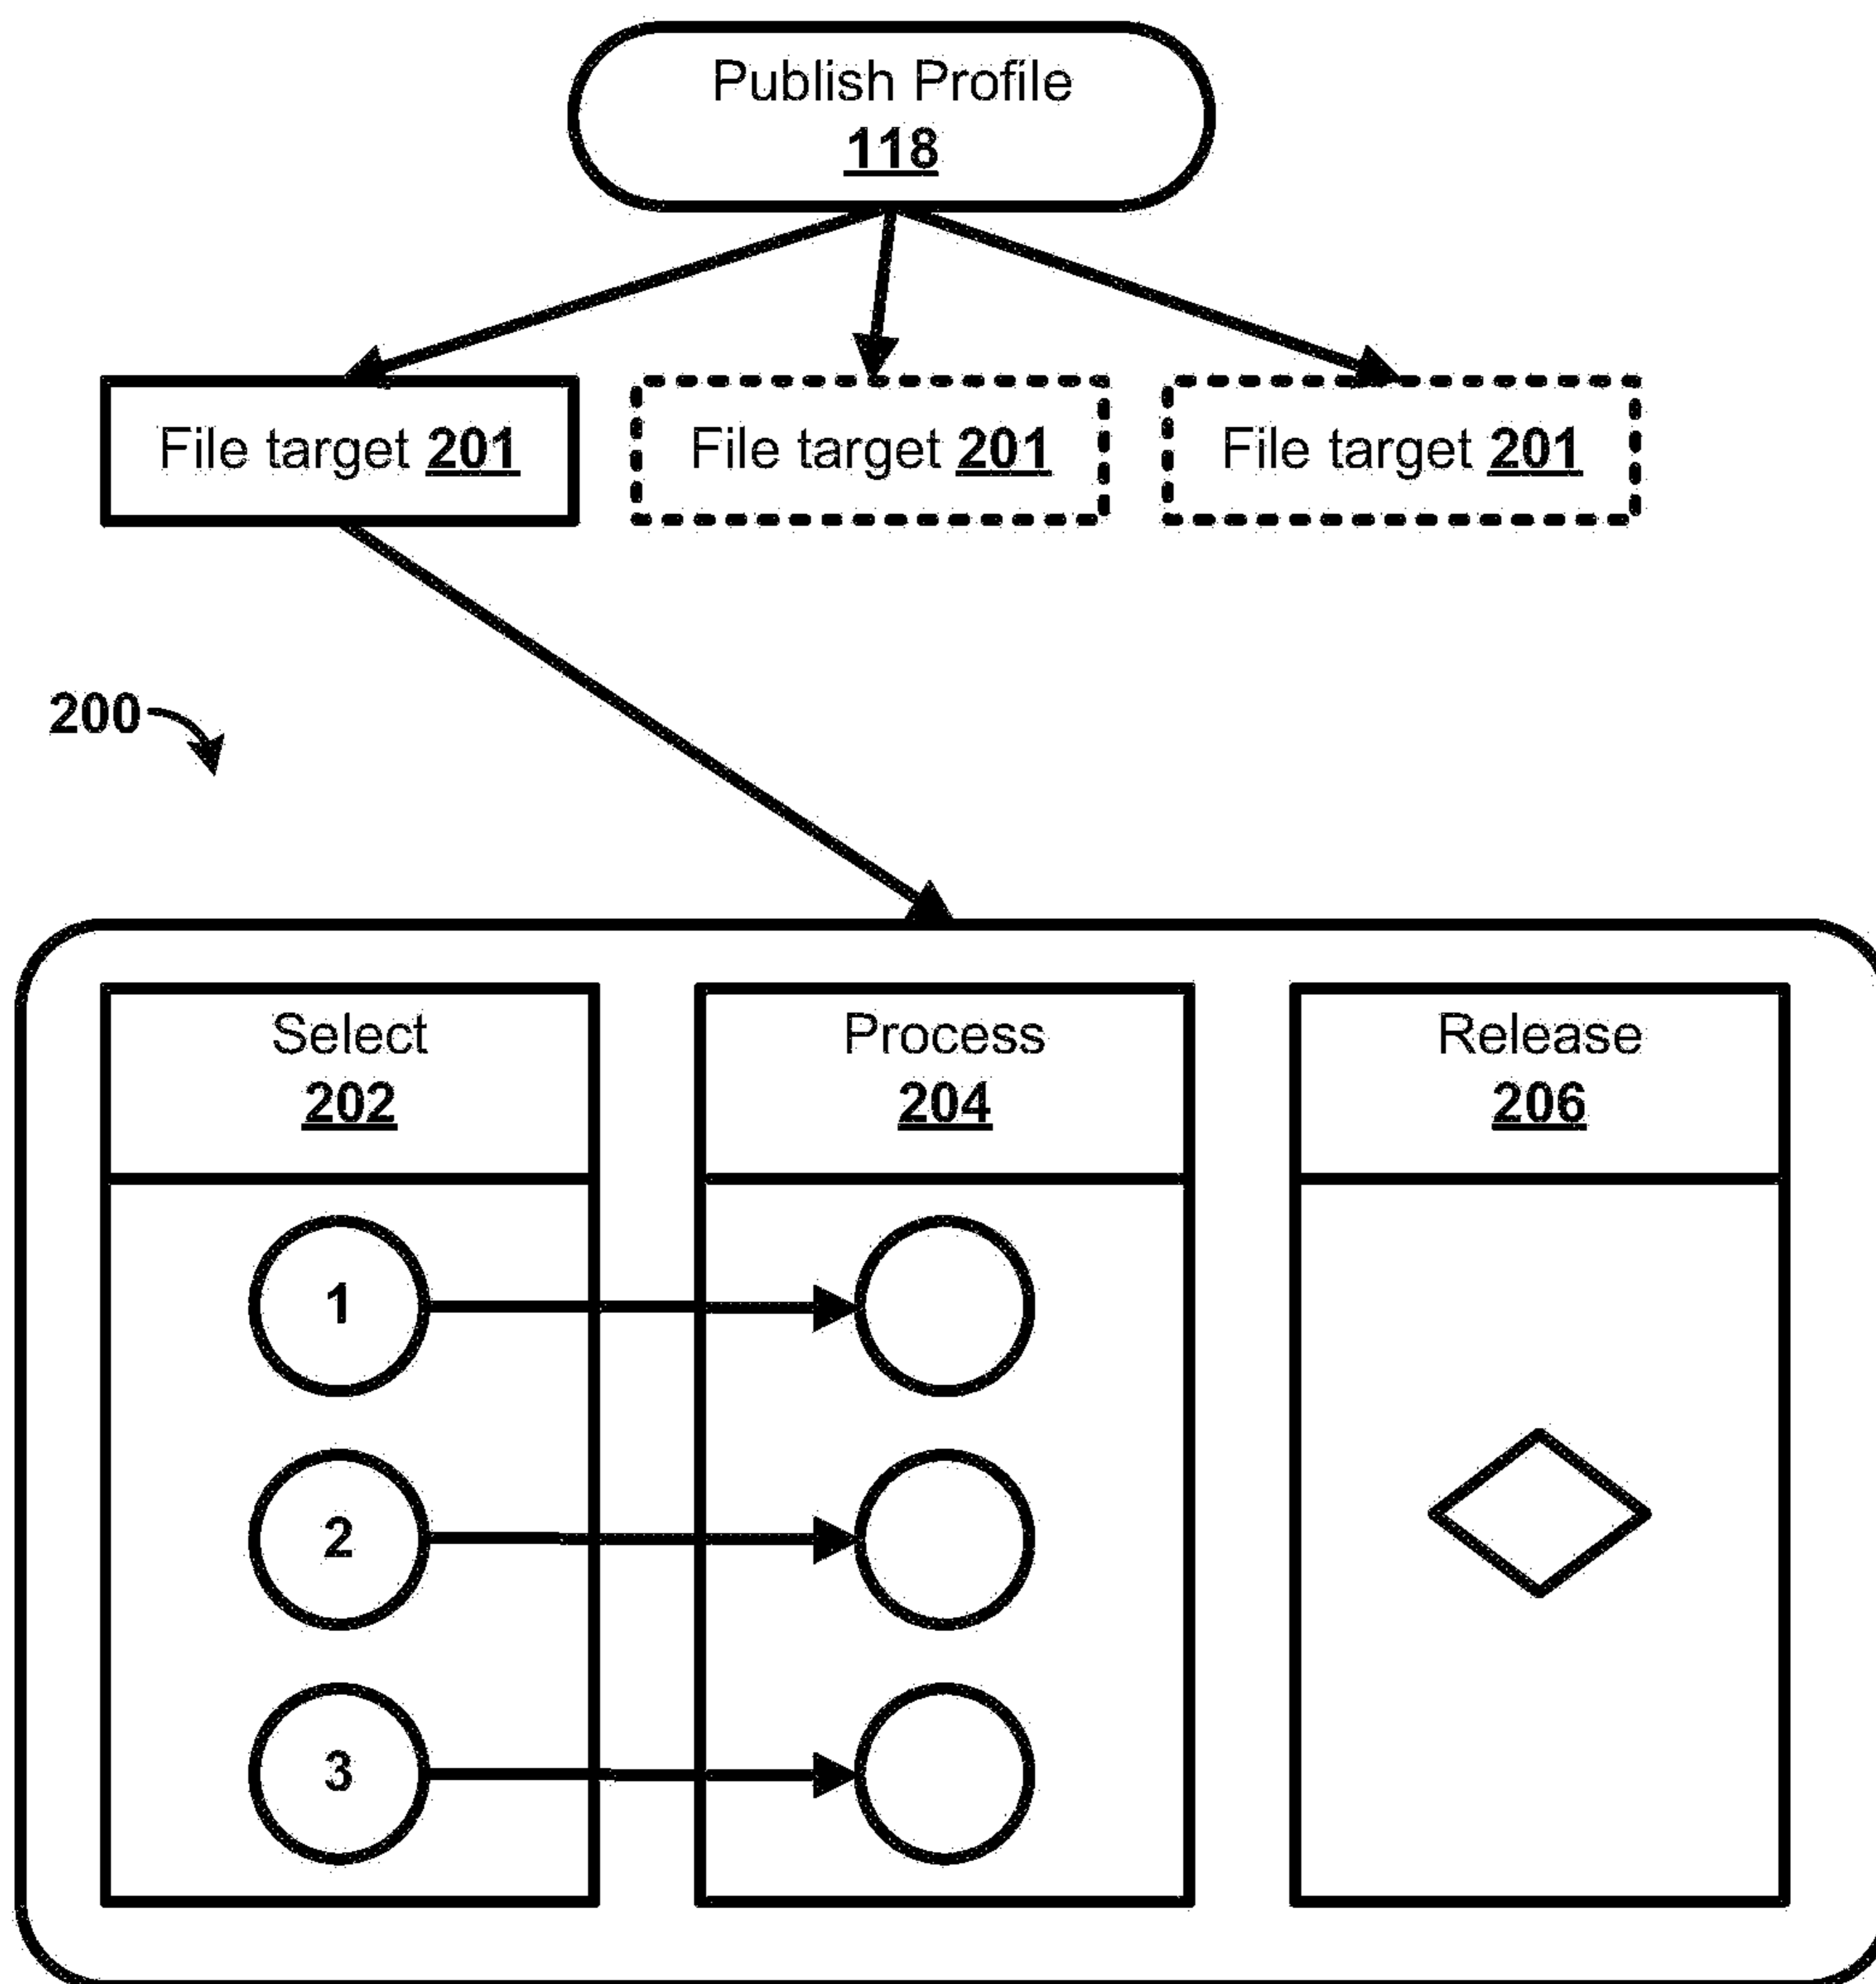 Publish Profile
118
File target 201
File target 201
File target 201
200
Select
202
Process
204
Release
206
1
2
3